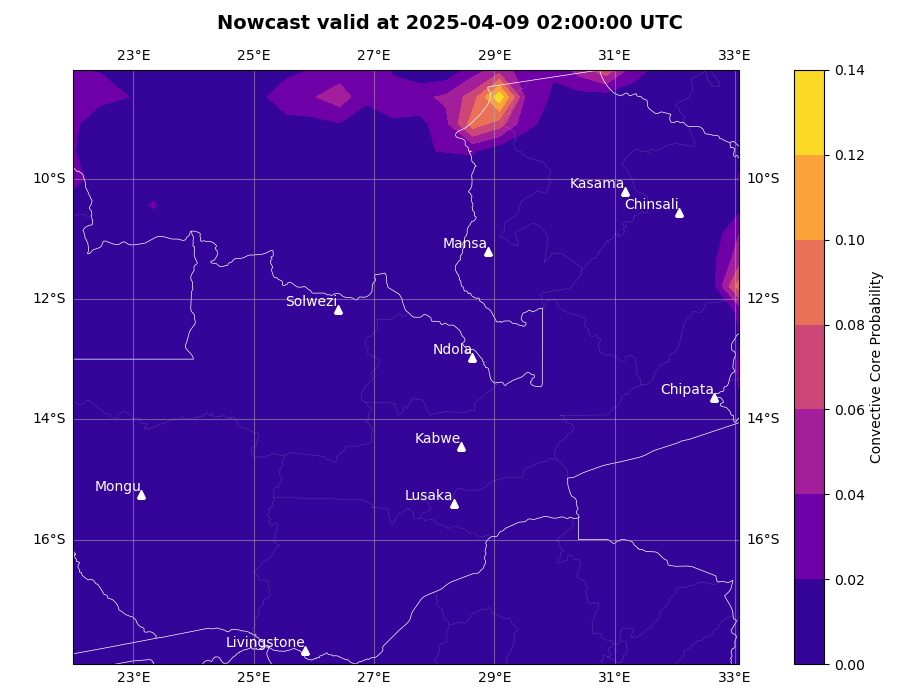 Nowcast valid at 2025-04-09 02:00:00 UTC
23°E 25°E 27°E 29°E 31°E 33°E
0.14
0.12
10°S Kasama 10°S
Chinsali
0.10
Mansa
12°S Solwezi 12°S
0.08
Ndola
Convective Core Probability
Chipata
0.06
14°S 14°S
Kabwe
Mongu
Lusaka
0.04
16°S 16°S
0.02
Livingstone
0.00
23°E 25°E 27°E 29°E 31°E 33°E